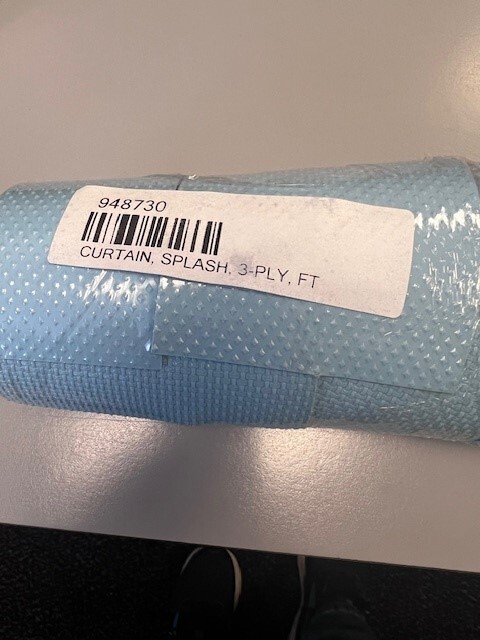 948730
CURTAIN, SPLASH, 3-PLY, FT